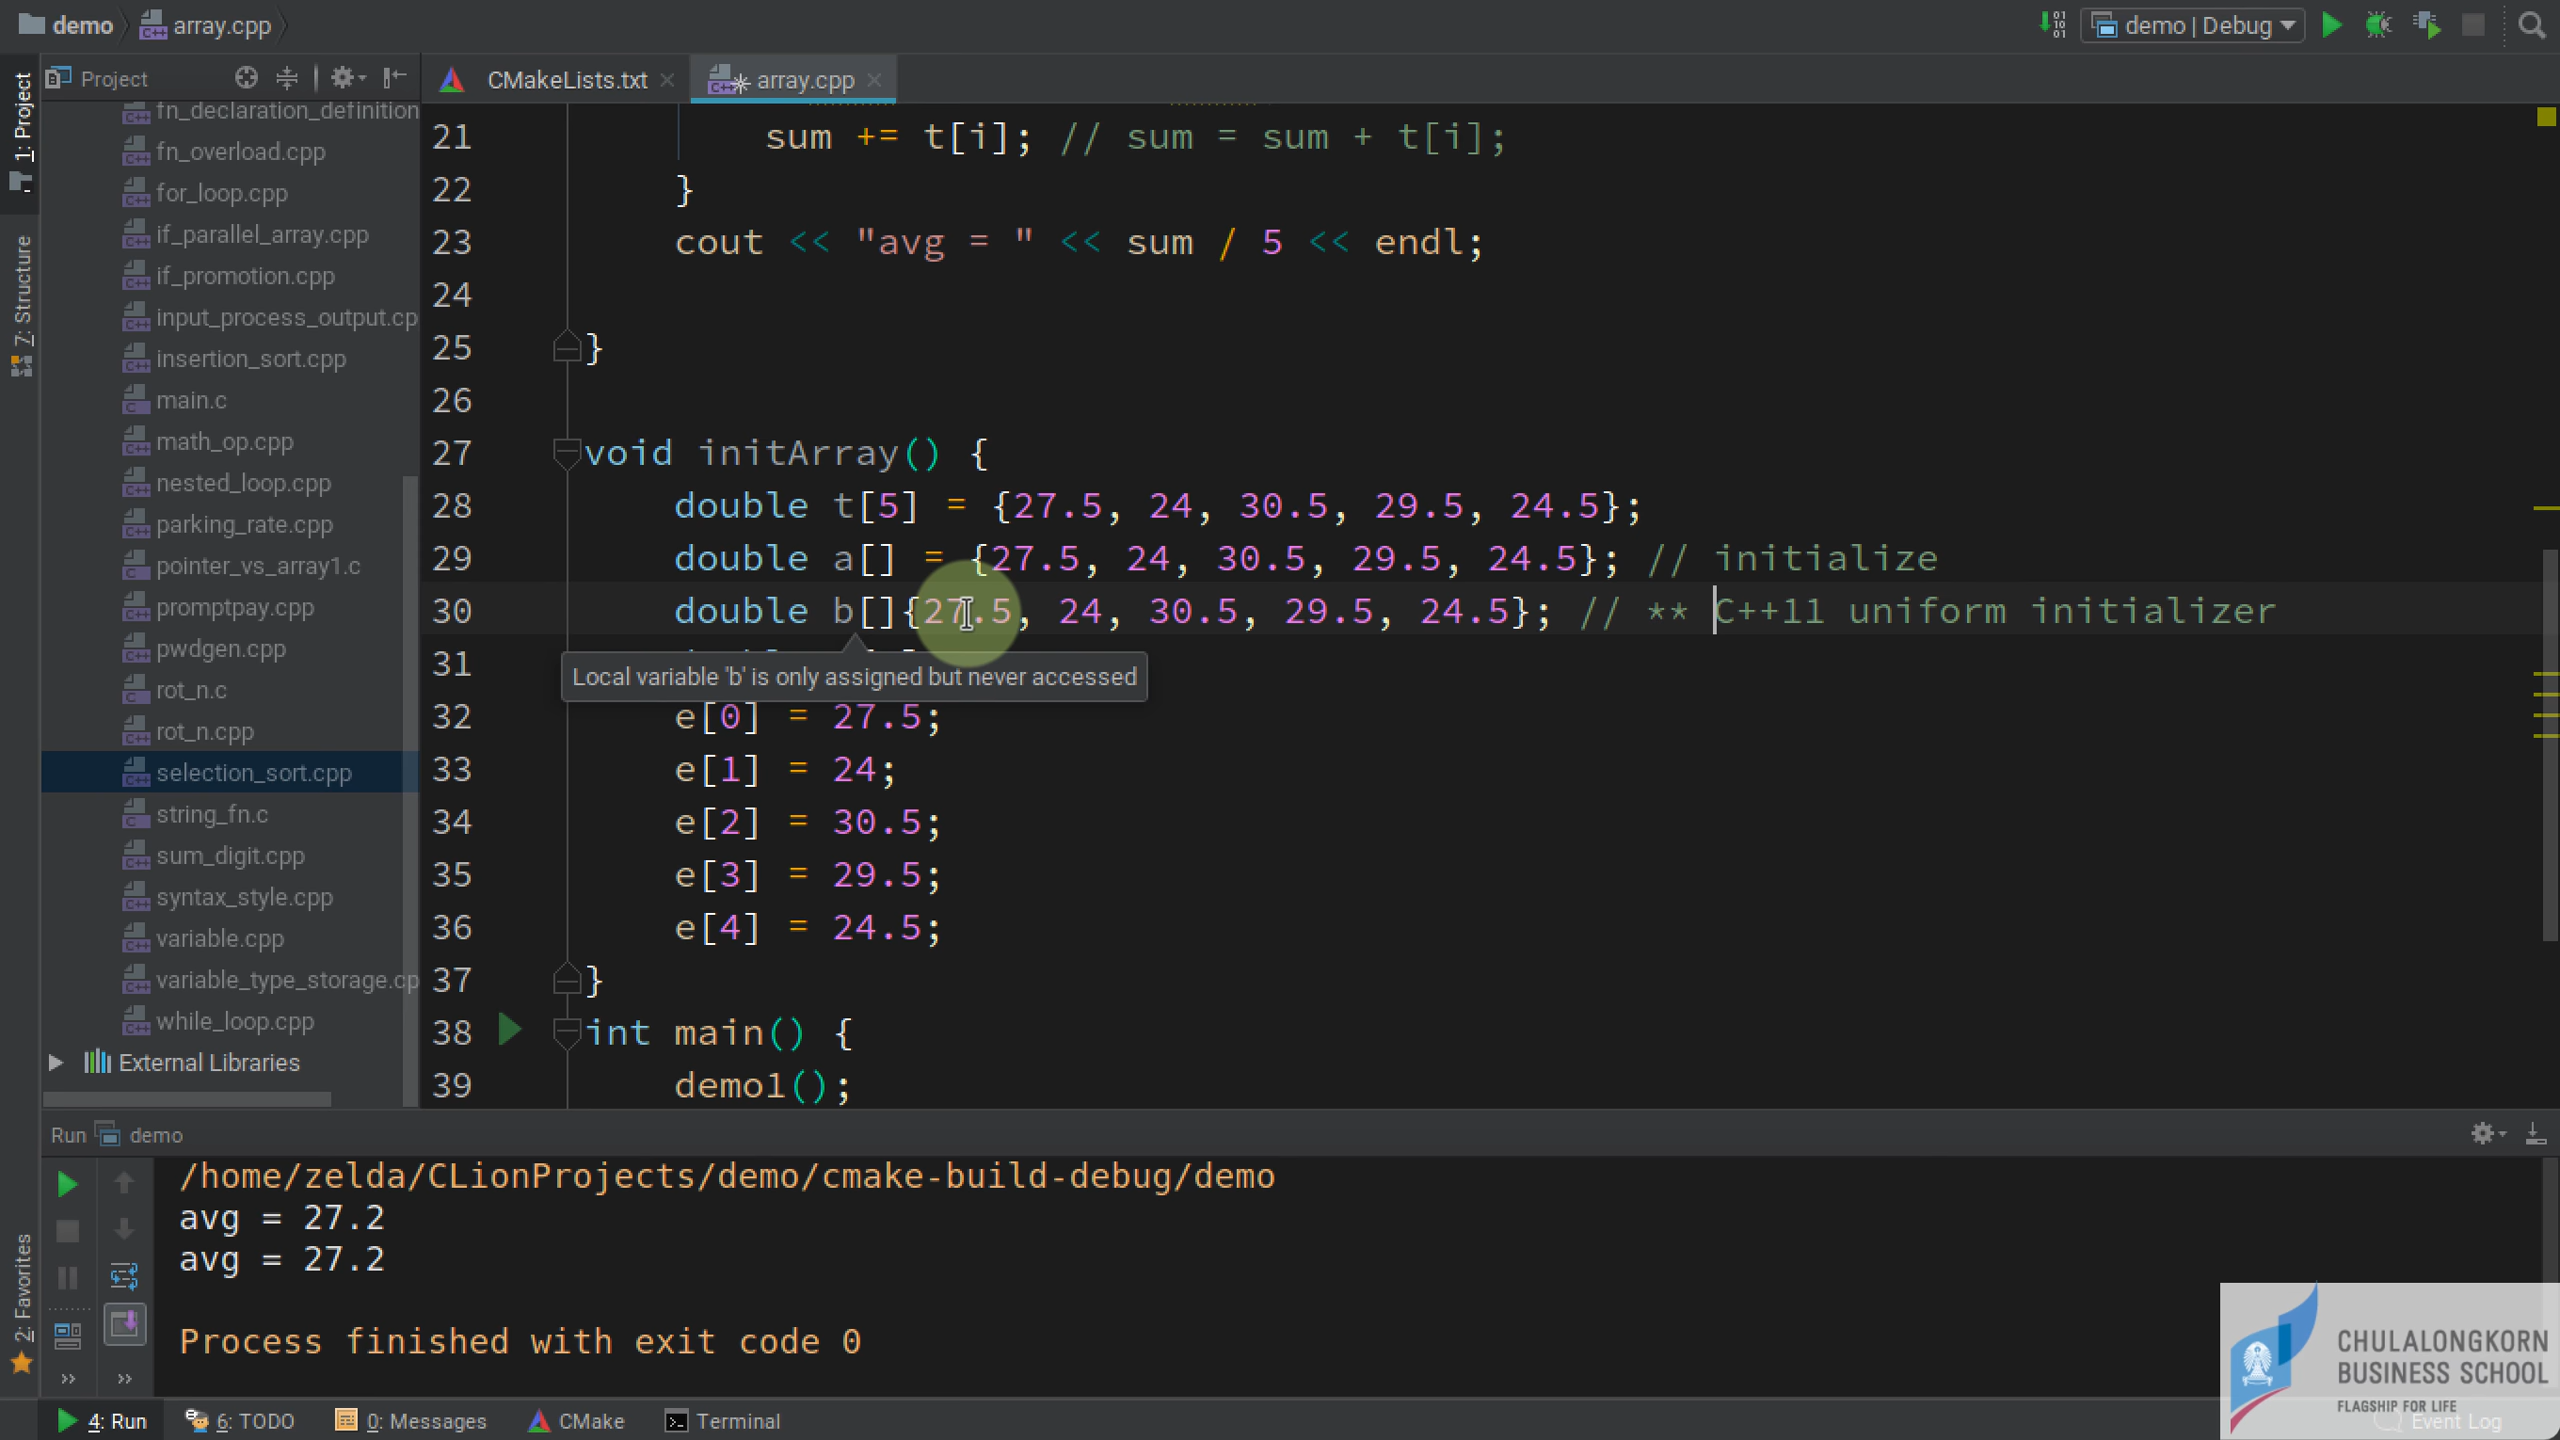 demo
array.cpp
demo | Debug
1: Project
7: Structure
2: Favorites
Project
CMakeLists.txt
array.cpp
fn_declaration_definition
fn_overload.cpp
for_loop.cpp
if_parallel_array.cpp
if_promotion.cpp
input_process_output.cp
insertion_sort.cpp
main.c
math_op.cpp
nested_loop.cpp
parking_rate.cpp
pointer_vs_array1.c
promptpay.cpp
pwdgen.cpp
rot_n.c
rot_n.cpp
selection_sort.cpp
string_fn.c
sum_digit.cpp
syntax_style.cpp
variable.cpp
variable_type_storage.cp
while_loop.cpp
External Libraries
21 sum += t[i]; // sum = sum + t[i];
22 }
23 cout << "avg = " << sum / 5 << endl;
24
25 }
26
27 void initArray() {
28 double t[5] = {27.5, 24, 30.5, 29.5, 24.5};
29 double a[] = {27.5, 24, 30.5, 29.5, 24.5}; // initialize
30 double b[]{27.5, 24, 30.5, 29.5, 24.5}; // ** C++11 uniform initializer
31
Local variable 'b' is only assigned but never accessed
32 e[0] = 27.5;
33 e[1] = 24;
34 e[2] = 30.5;
35 e[3] = 29.5;
36 e[4] = 24.5;
37 }
38 int main() {
39 demo1();
Run demo
/home/zelda/CLionProjects/demo/cmake-build-debug/demo
avg = 27.2
avg = 27.2
Process finished with exit code 0
4: Run
6: TODO
0: Messages
CMake
Terminal
Event Log
CHULALONGKORN
BUSINESS SCHOOL
FLAGSHIP FOR LIFE